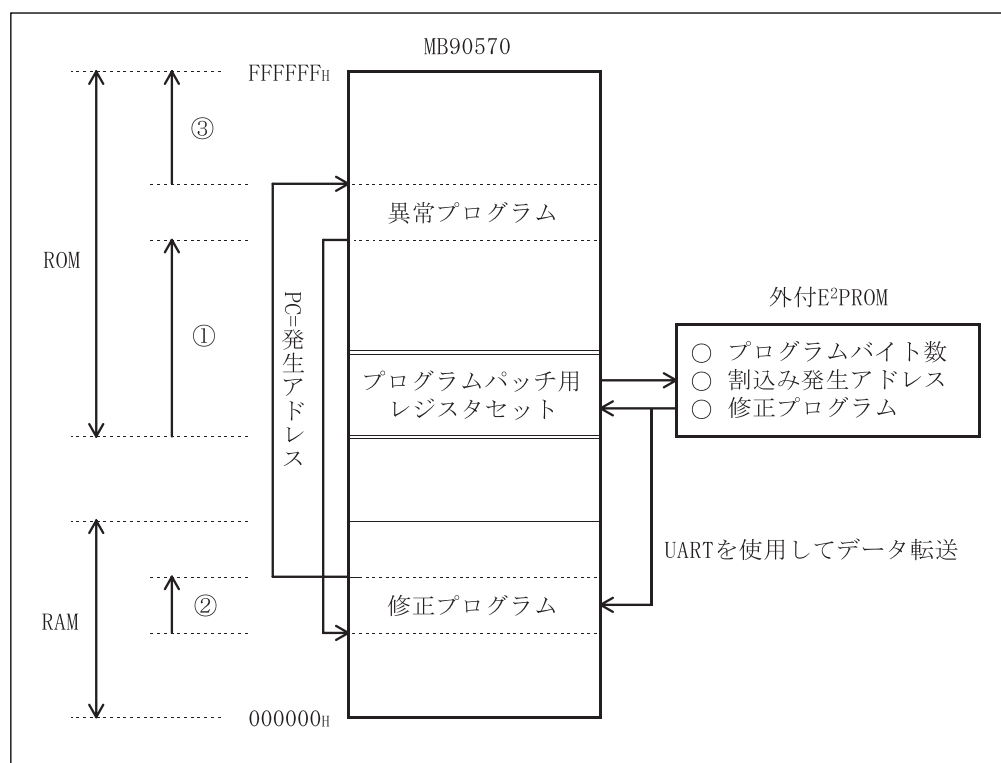 MB90570
FFFFFFH
③
異常プログラム
ROM
①
PC=発生アドレス
外付E²PROM
プログラムパッチ用
レジスタセット
○ プログラムバイト数
○ 割込み発生アドレス
○ 修正プログラム
UARTを使用してデータ転送
RAM
②
修正プログラム
000000H